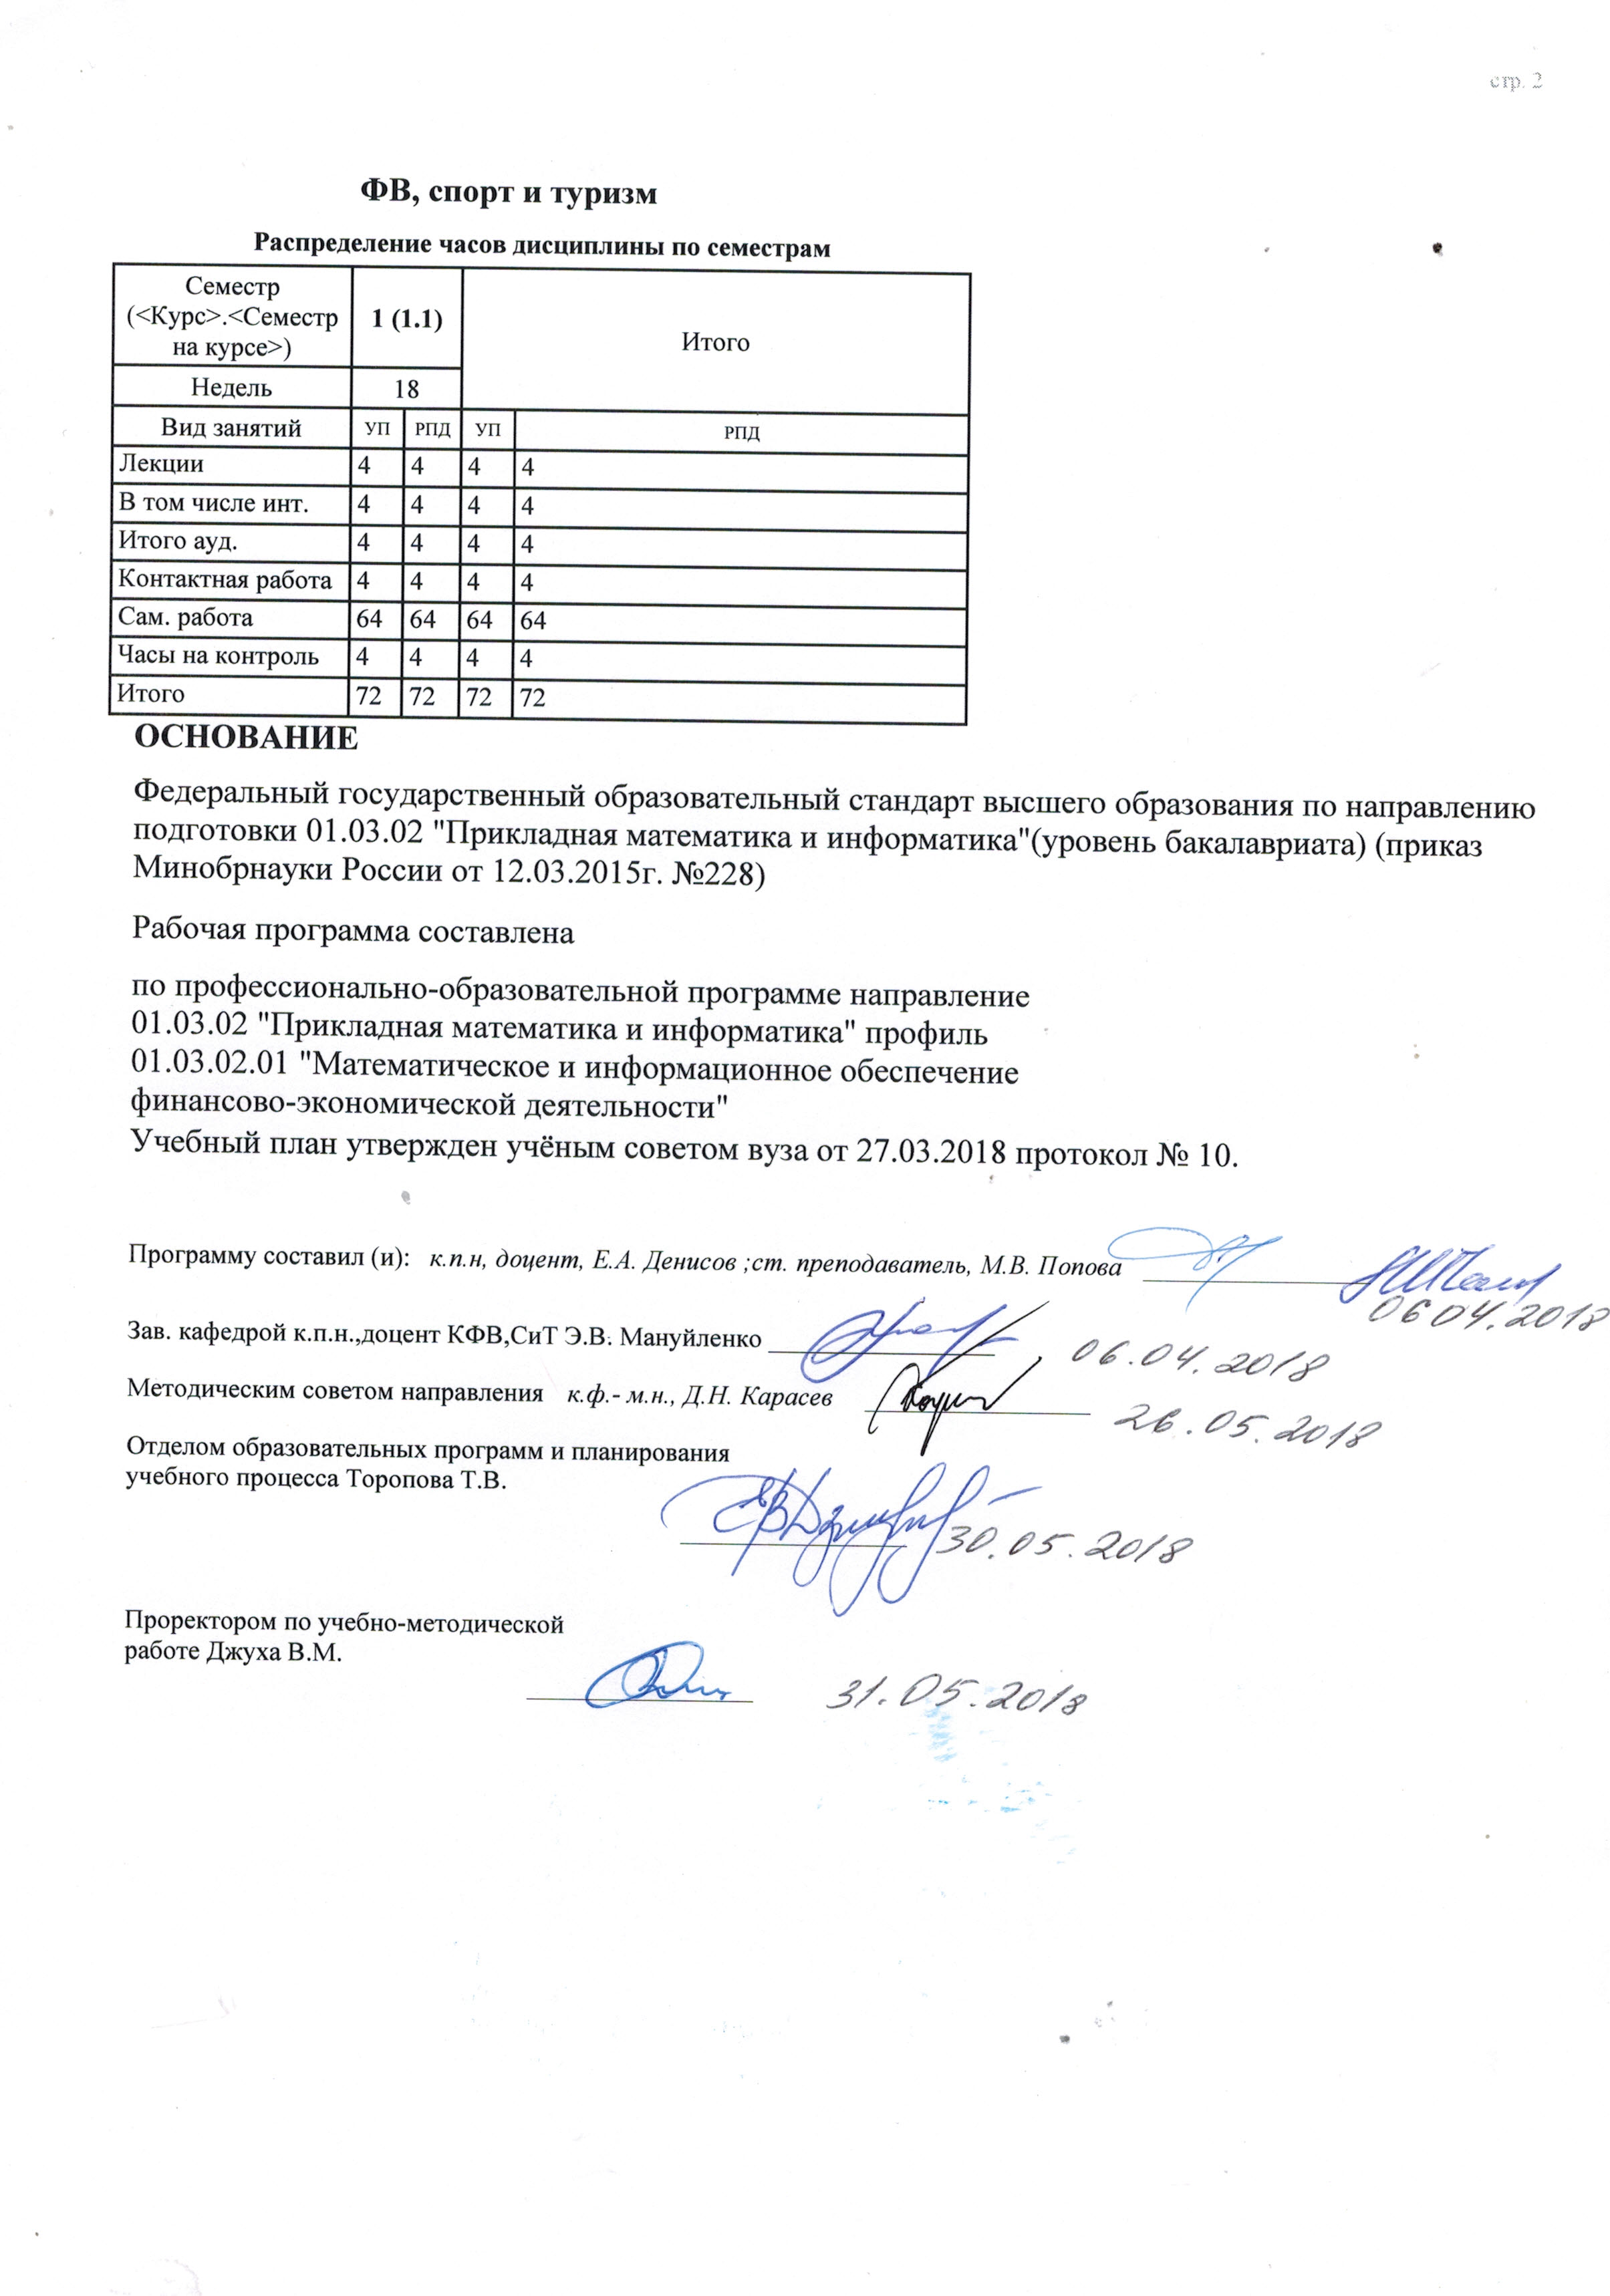 стр. 2
ФВ, спорт и туризм
Распределение часов дисциплины по семестрам
Семестр
(<Курс>.<Семестр
на курсе>)
1 (1.1)
Итого
Недель 18
Вид занятий УП РПД УП РПД
Лекции 4 4 4 4
В том числе инт. 4 4 4 4
Итого ауд. 4 4 4 4
Контактная работа 4 4 4 4
Сам. работа 64 64 64 64
Часы на контроль 4 4 4 4
Итого 72 72 72 72
ОСНОВАНИЕ
Федеральный государственный образовательный стандарт высшего образования по направлению
подготовки 01.03.02 "Прикладная математика и информатика"(уровень бакалавриата) (приказ
Минобрнауки России от 12.03.2015г. №228)
Рабочая программа составлена
по профессионально-образовательной программе направление
01.03.02 "Прикладная математика и информатика" профиль
01.03.02.01 "Математическое и информационное обеспечение
финансово-экономической деятельности"
Учебный план утвержден учёным советом вуза от 27.03.2018 протокол № 10.
Программу составил (и): к.п.н, доцент, Е.А. Денисов ;ст. преподаватель, М.В. Попова
06 04.2018
Зав. кафедрой к.п.н.,доцент КФВ,СиТ Э.В. Мануйленко 06.04.2018
Методическим советом направления к.ф.- м.н., Д.Н. Карасев 26.05.2018
Отделом образовательных программ и планирования
учебного процесса Торопова Т.В.
30.05.2018
Проректором по учебно-методической
работе Джуха В.М.
31.05.2018